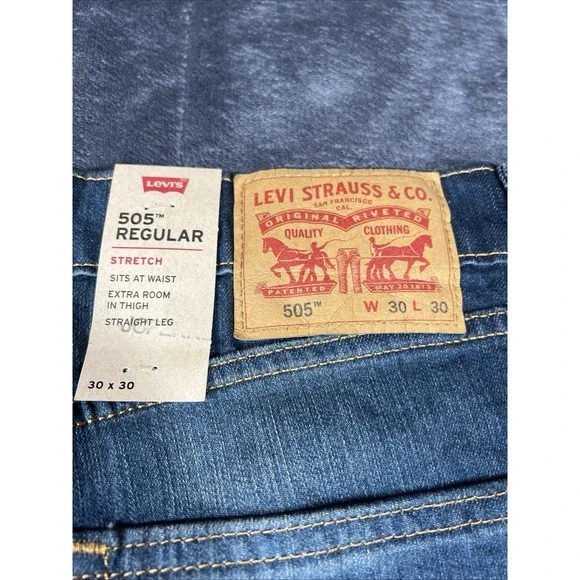 Levi's
505™
REGULAR
STRETCH
SITS AT WAIST
EXTRA ROOM
IN THIGH
STRAIGHT LEG
30 x 30
LEVI STRAUSS & CO.
SAN FRANCISCO
CAL.
ORIGINAL RIVETED
QUALITY CLOTHING
PATENTED MAY 20 1873
505™ W 30 L 30